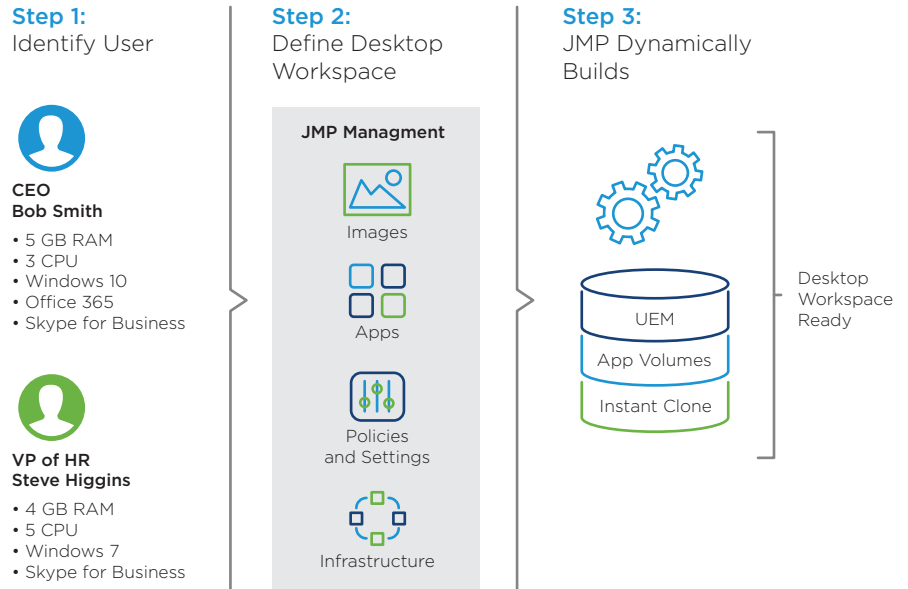 Step 1:
Identify User
CEO
Bob Smith
• 5 GB RAM
• 3 CPU
• Windows 10
• Office 365
• Skype for Business
VP of HR
Steve Higgins
• 4 GB RAM
• 5 CPU
• Windows 7
• Skype for Business
Step 2:
Define Desktop
Workspace
JMP Managment
Images
Apps
Policies
and Settings
Infrastructure
Step 3:
JMP Dynamically
Builds
UEM
App Volumes
Instant Clone
Desktop
Workspace
Ready